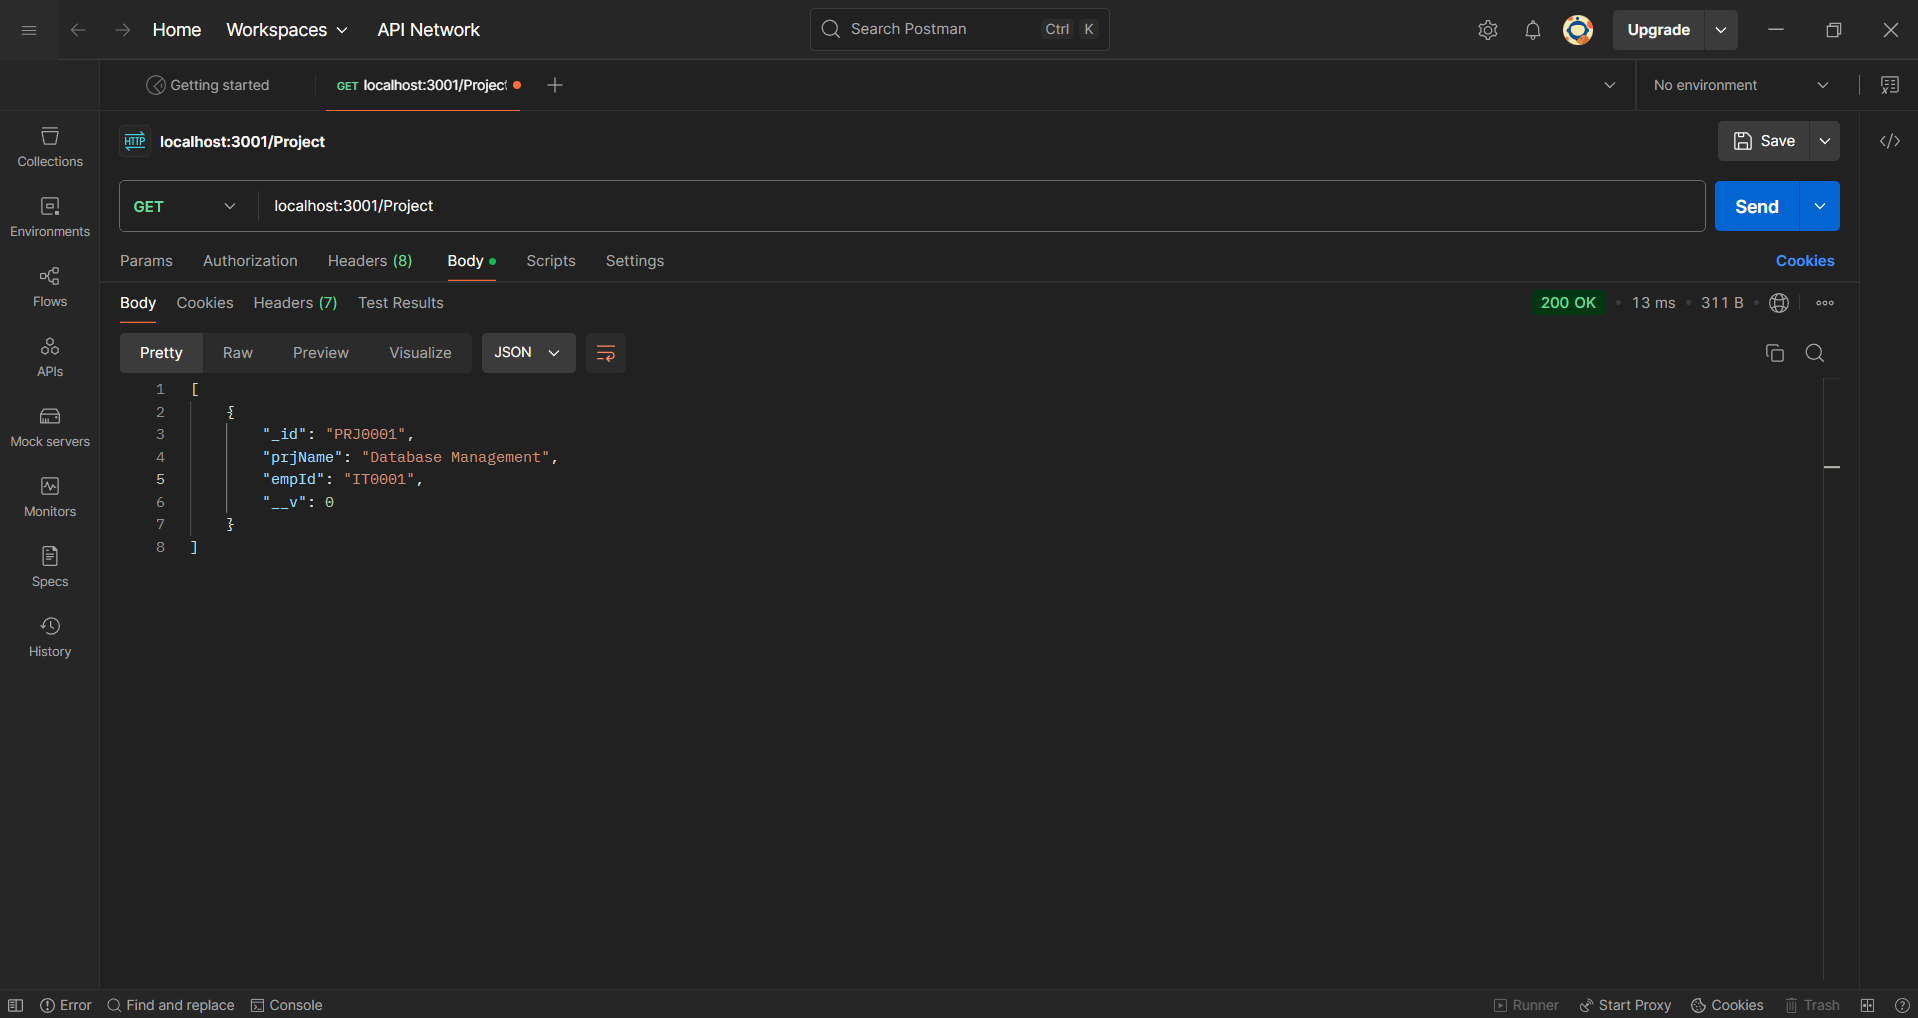 Home Workspaces API Network Search Postman Ctrl K Upgrade
Getting started GET localhost:3001/Project No environment
HTTP localhost:3001/Project Save
GET localhost:3001/Project Send
Params Authorization Headers (8) Body Scripts Settings Cookies
Body Cookies Headers (7) Test Results 200 OK 13 ms 311 B
Pretty Raw Preview Visualize JSON
1 [
2 {
3 "_id": "PRJ0001",
4 "prjName": "Database Management",
5 "empId": "IT0001",
6 "__v": 0
7 }
8 ]
Collections
Environments
Flows
APIs
Mock servers
Monitors
Specs
History
Error Find and replace Console Runner Start Proxy Cookies Trash